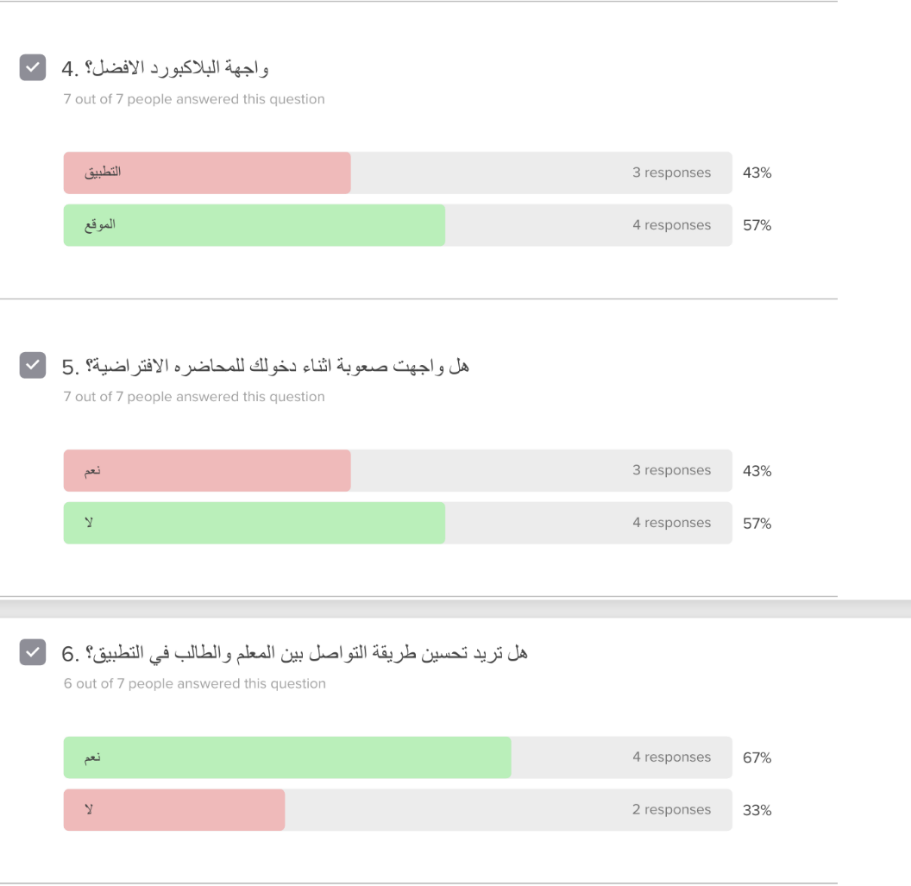 4. واجهة البلاكبورد الافضل؟
7 out of 7 people answered this question
التطبيق 3 responses 43%
الموقع 4 responses 57%
5. هل واجهت صعوبة اثناء دخولك للمحاضره الافتراضية؟
7 out of 7 people answered this question
نعم 3 responses 43%
لا 4 responses 57%
6. هل تريد تحسين طريقة التواصل بين المعلم والطالب في التطبيق؟
6 out of 7 people answered this question
نعم 4 responses 67%
لا 2 responses 33%